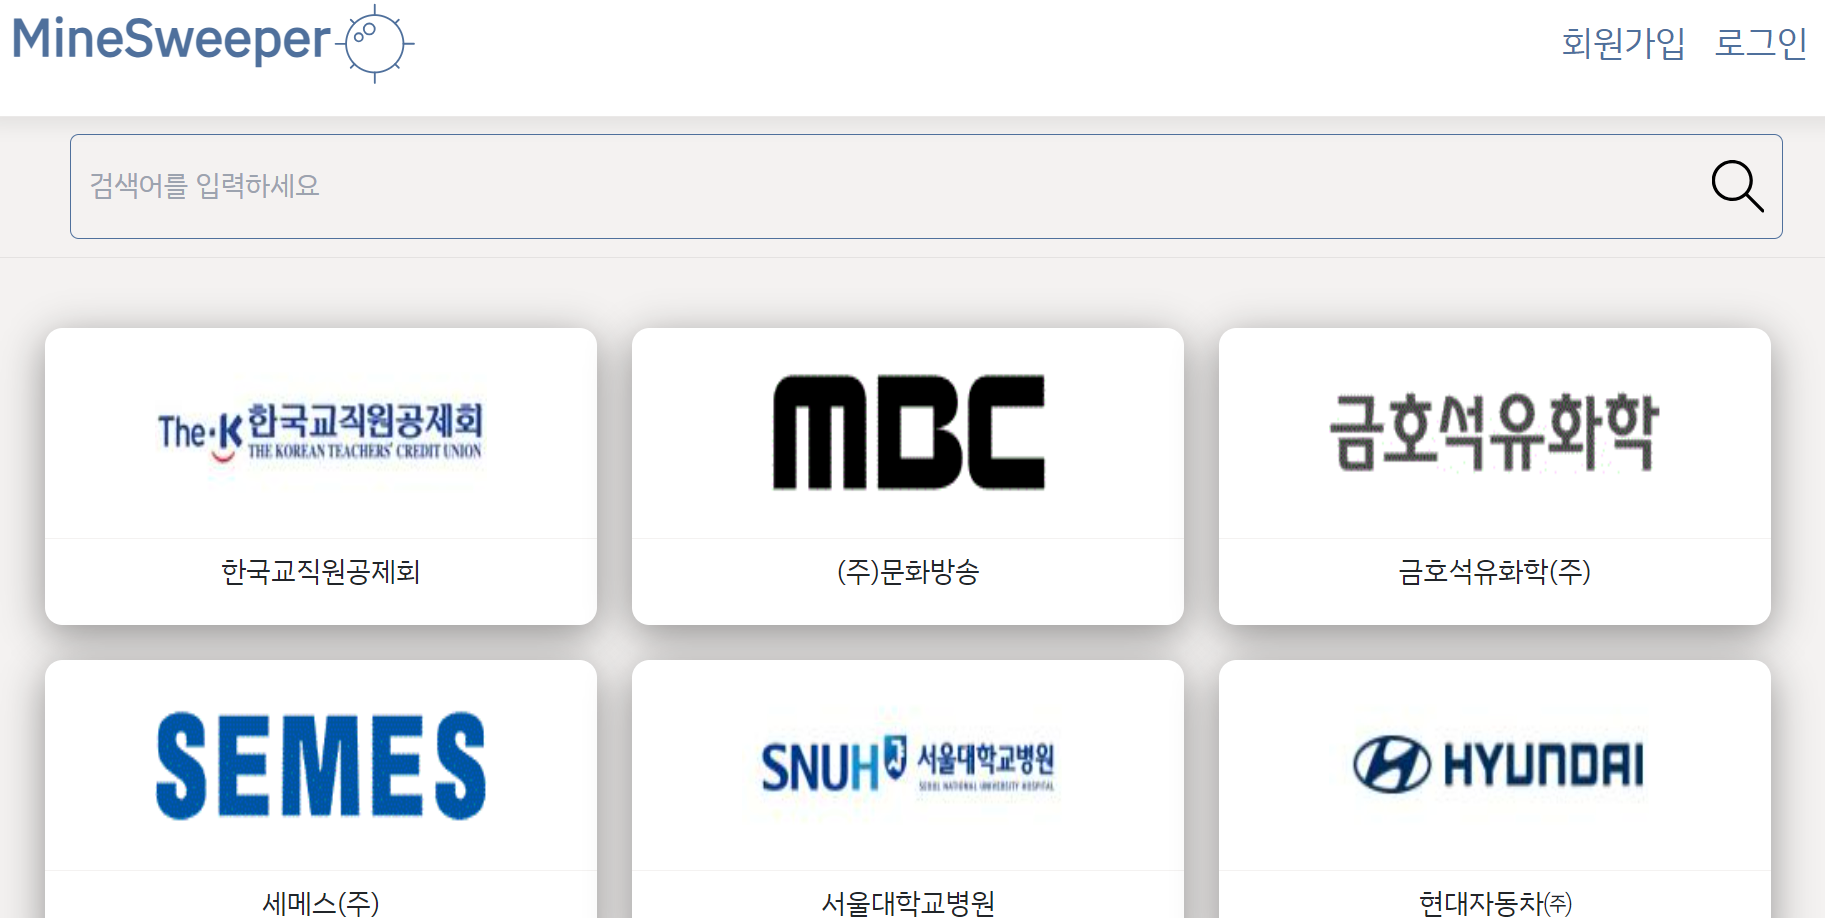 MineSweeper
회원가입 로그인
검색어를 입력하세요
The·K 한국교직원공제회
THE KOREAN TEACHERS' CREDIT UNION
MBC
금호석유화학
한국교직원공제회
(주)문화방송
금호석유화학(주)
SEMES
SNUH 서울대학교병원
SEOUL NATIONAL UNIVERSITY HOSPITAL
HYUNDAI
세메스(주)
서울대학교병원
현대자동차㈜